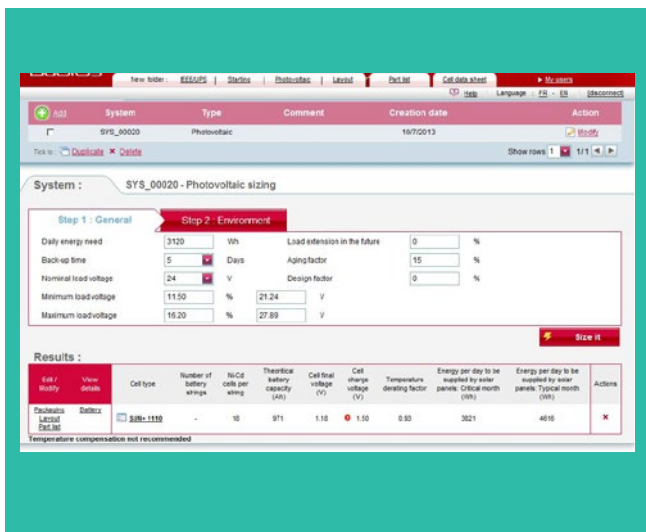 New folder : IEEE/UPS | Starting | Photovoltaic | Layout Part list Cell data sheet ▶ My users
Help Language : FR - EN [disconnect]
Add System Type Comment Creation date Action
SYS_00020 Photovoltaic 10/7/2013 Modify
Duplicate ✖ Delete Show rows 1 1/1
System : SYS_00020 - Photovoltaic sizing
Step 1 : General Step 2 : Environment
Daily energy need 3120 Wh Load extension in the future 0 %
Back-up time 5 Days Aging factor 15 %
Nominal load voltage 24 V Design factor 0 %
Minimum load voltage 11.50 % 21.24 V
Maximum load voltage 16.20 % 27.89 V
Size it
Results :
Edit / Modify View details Cell type Number of battery strings Ni-Cd cells per string Theoritical battery capacity (Ah) Cell final voltage (V) Cell charge voltage (V) Temperature derating factor Energy per day to be supplied by solar panels: Critical month (Wh) Energy per day to be supplied by solar panels: Typical month (Wh) Actions
Packaging Battery SUN+ 1110 - 18 971 1.18 1.50 0.93 3821 4616 ✖
Layout
Part list
Temperature compensation not recommended